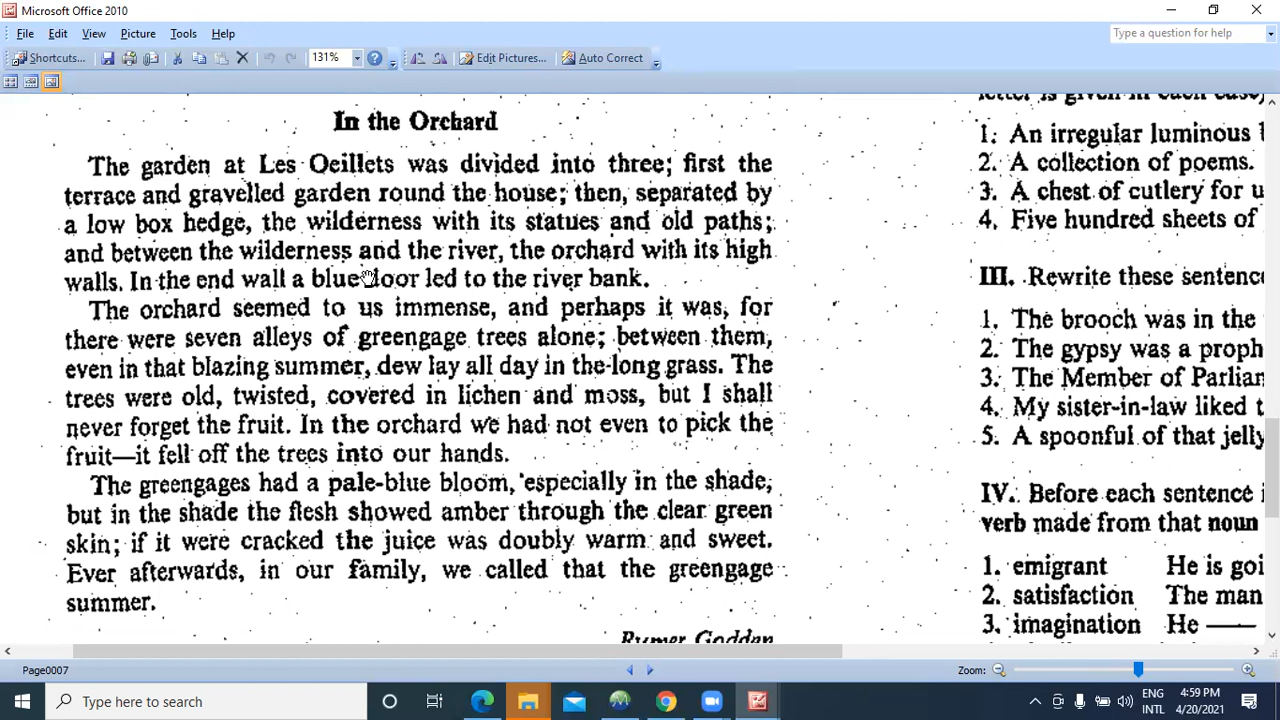 Microsoft Office 2010
File Edit View Picture Tools Help
Type a question for help
Shortcuts... 131% Edit Pictures... Auto Correct
In the Orchard
The garden at Les Oeillets was divided into three; first the
terrace and gravelled garden round the house; then, separated by
a low box hedge, the wilderness with its statues and old paths;
and between the wilderness and the river, the orchard with its high
walls. In the end wall a blue door led to the river bank.
The orchard seemed to us immense, and perhaps it was, for
there were seven alleys of greengage trees alone; between them,
even in that blazing summer, dew lay all day in the long grass. The
trees were old, twisted, covered in lichen and moss, but I shall
never forget the fruit. In the orchard we had not even to pick the
fruit—it fell off the trees into our hands.
The greengages had a pale-blue bloom, especially in the shade,
but in the shade the flesh showed amber through the clear green
skin; if it were cracked the juice was doubly warm and sweet.
Ever afterwards, in our family, we called that the greengage
summer.
Rumer Godden
letter is given in each case
1. An irregular luminous
2. A collection of poems.
3. A chest of cutlery for
4. Five hundred sheets of
III. Rewrite these sentenc
1. The brooch was in the
2. The gypsy was a proph
3. The Member of Parlian
4. My sister-in-law liked
5. A spoonful of that jelly
IV. Before each sentence
verb made from that noun
1. emigrant He is goi
2. satisfaction The man
3. imagination He —
Page0007
Zoom:
Type here to search
ENG
INTL
4:59 PM
4/20/2021